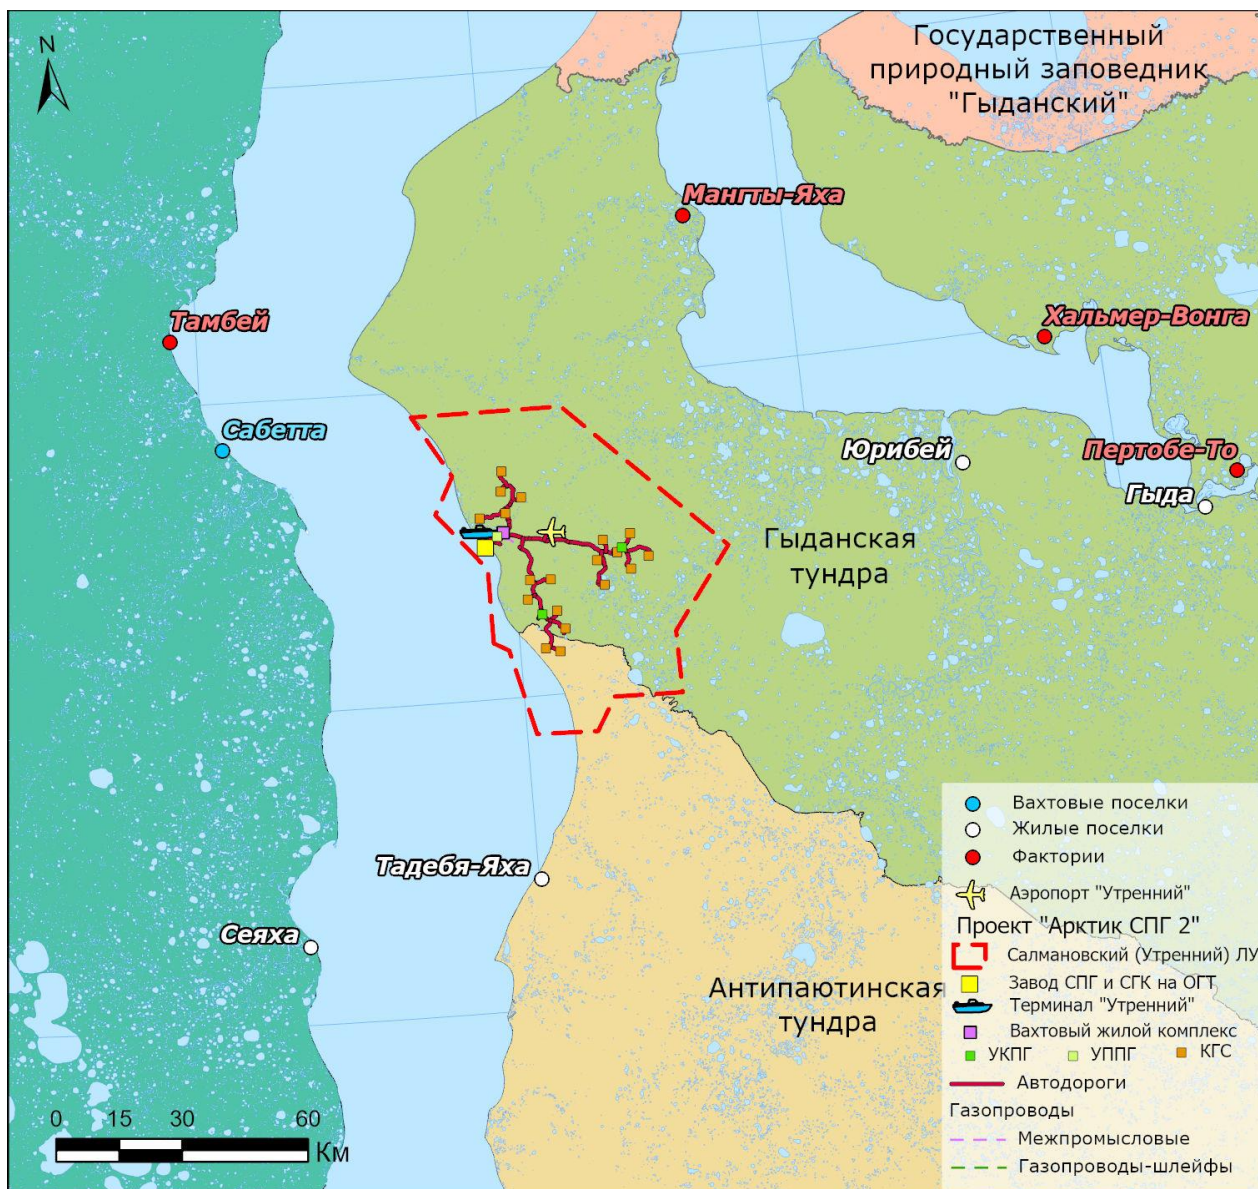 N
Государственный
природный заповедник
"Гыданский"
Мангты-Яха
Тамбей
Хальмер-Вонга
Сабетта
Юрибей
Пертобе-То
Гыда
Гыданская
тундра
Тадебя-Яха
Сеяха
Антипаютинская
тундра
Вахтовые поселки
Жилые поселки
Фактории
Аэропорт "Утренний"
Проект "Арктик СПГ 2"
Салмановский (Утренний) ЛУ
Завод СПГ и СГК на ОГТ
Терминал "Утренний"
Вахтовый жилой комплекс
УКПГ УППГ КГС
Автодороги
Газопроводы
Межпромысловые
Газопроводы-шлейфы
0 15 30 60
Км